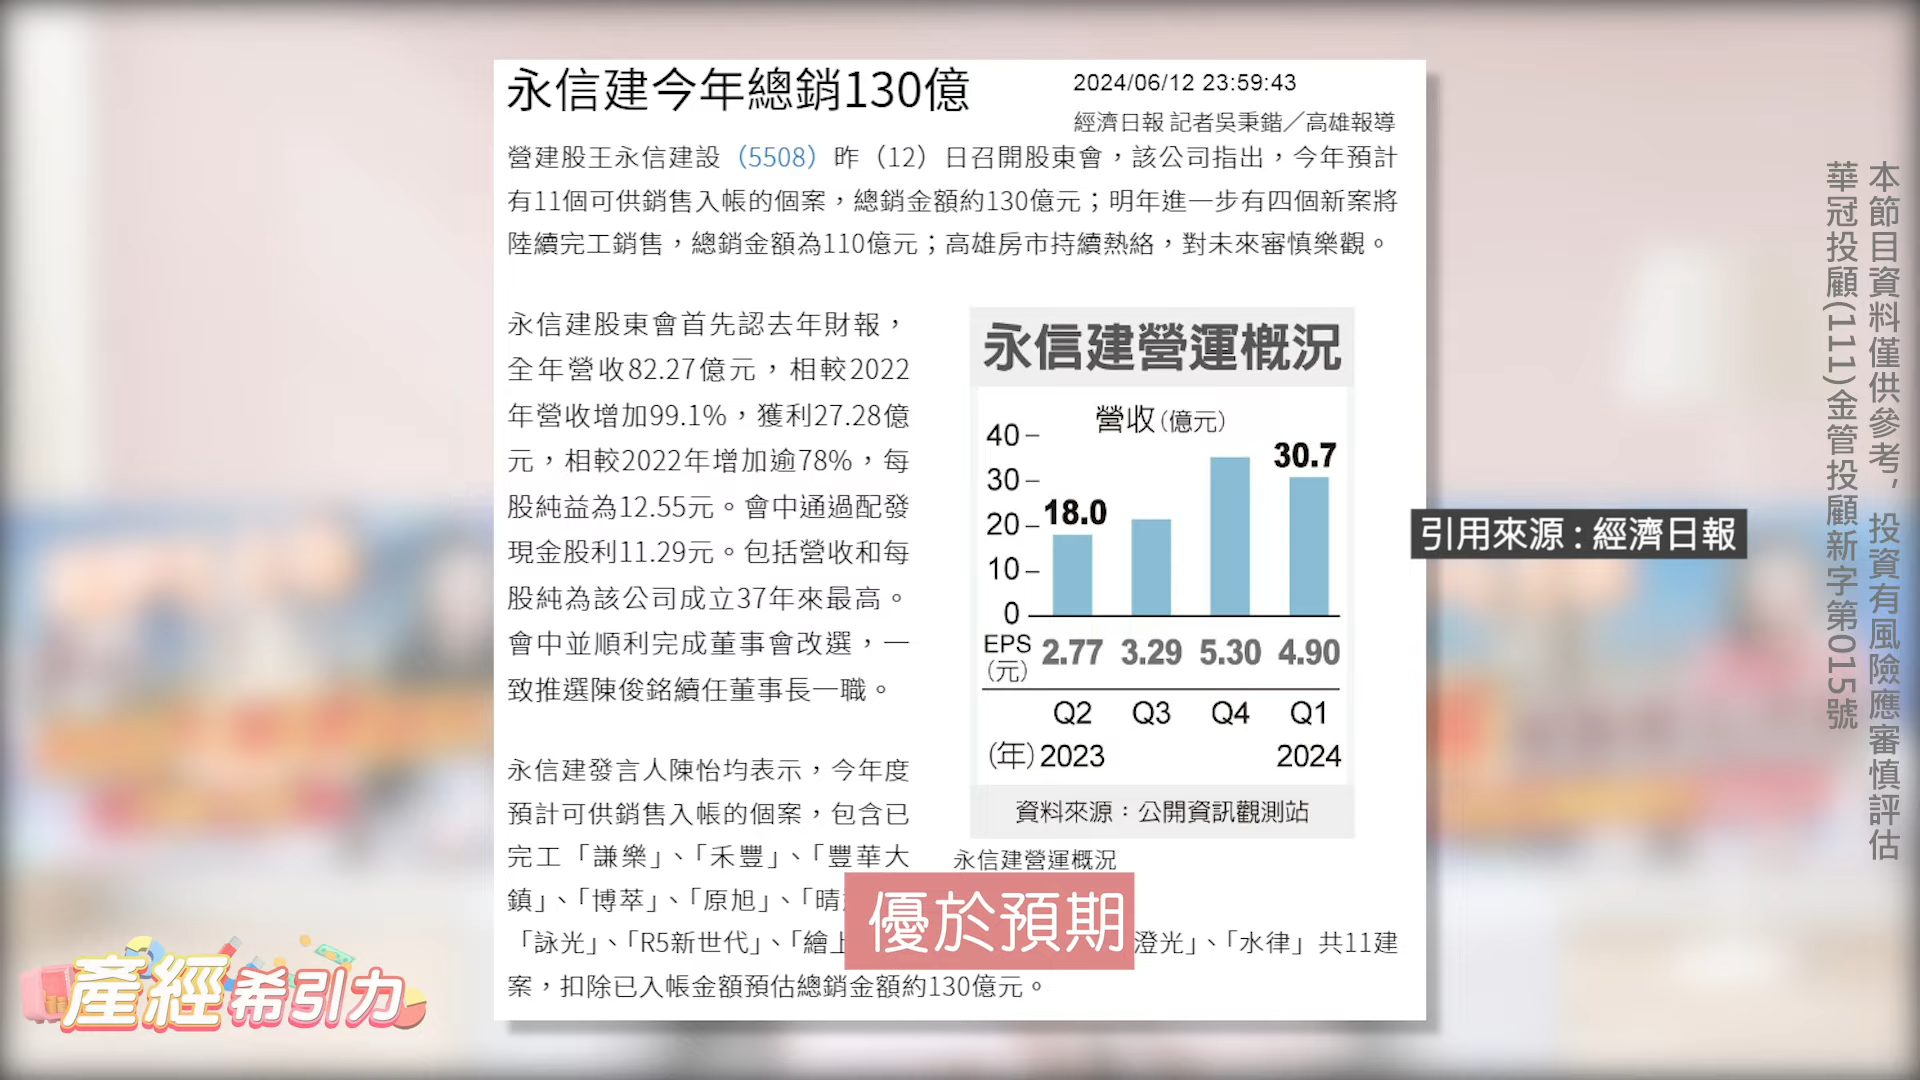 永信建今年總銷130億
2024/06/12 23:59:43
經濟日報 記者吳秉鍇／高雄報導
營建股王永信建設（5508）昨（12）日召開股東會，該公司指出，今年預計
有11個可供銷售入帳的個案，總銷金額約130億元；明年進一步有四個新案將
陸續完工銷售，總銷金額為110億元；高雄房市持續熱絡，對未來審慎樂觀。
永信建股東會首先認去年財報，
全年營收82.27億元，相較2022
年營收增加99.1%，獲利27.28億
元，相較2022年增加逾78%，每
股純益為12.55元。會中通過配發
現金股利11.29元。包括營收和每
股純為該公司成立37年來最高。
會中並順利完成董事會改選，一
致推選陳俊銘續任董事長一職。
永信建發言人陳怡均表示，今年度
預計可供銷售入帳的個案，包含已
完工「謙樂」、「禾豐」、「豐華大
鎮」、「博萃」、「原旭」、「晴
「詠光」、「R5新世代」、「繪上 澄光」、「水律」共11建
案，扣除已入帳金額預估總銷金額約130億元。
永信建營運概況
營收（億元）
40
30
20
10
0
18.0
30.7
EPS
（元）
2.77 3.29 5.30 4.90
Q2 Q3 Q4 Q1
（年）2023 2024
資料來源：公開資訊觀測站
永信建營運概況
優於預期
引用來源：經濟日報
本節目資料僅供參考，投資有風險應審慎評估
華冠投顧(111)金管投顧新字第015號
產經希引力